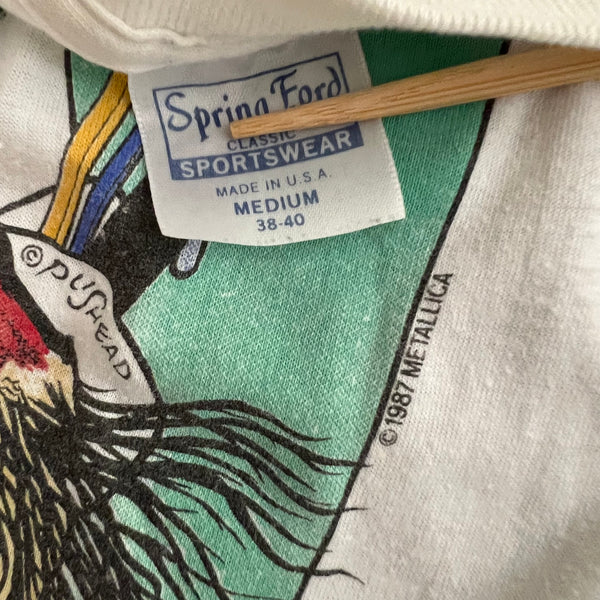 Spring Ford
CLASSIC
SPORTSWEAR
MADE IN U.S.A.
MEDIUM
38-40
© PUSHEAD
©1987 METALLICA